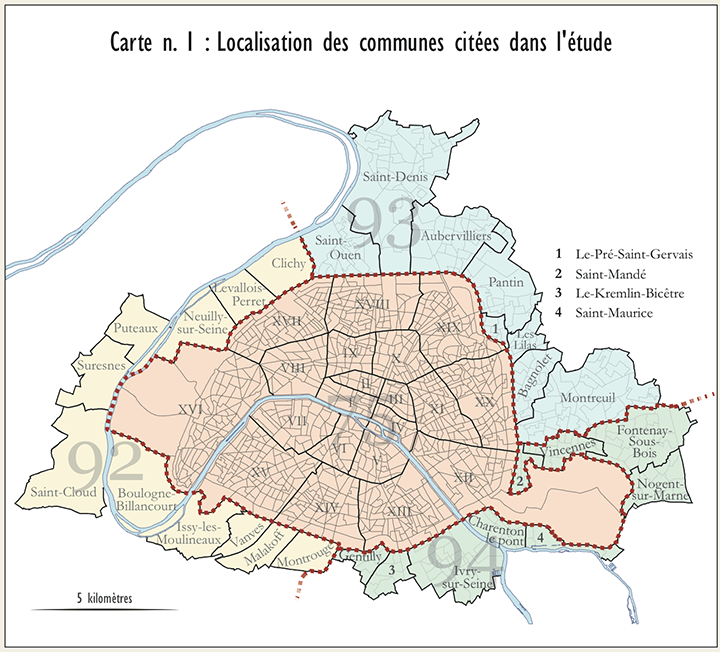 Carte n. 1 : Localisation des communes citées dans l'étude
Saint-Denis
93
Saint-
Ouen
Aubervilliers
Clichy
Pantin
1 Le-Pré-Saint-Gervais
2 Saint-Mandé
3 Le-Kremlin-Bicêtre
4 Saint-Maurice
Levallois-
Perret
Neuilly-
sur-Seine
Puteaux
Suresnes
XVII
XVIII
XIX
1
Les
Lilas
Bagnolet
Montreuil
VIII
IX
X
II
III
XVI
VII
75
IV
XI
XX
VI
V
Fontenay-
Sous-
Bois
Vincennes
Nogent-
sur-Marne
2
92
Saint-Cloud
Boulogne-
Billancourt
XV
XIV
XIII
XII
Issy-les-
Moulineaux
Vanves
Malakoff
Montrouge
Gentilly
3
94
Ivry-
sur-Seine
Charenton
le pont
4
5 kilomètres